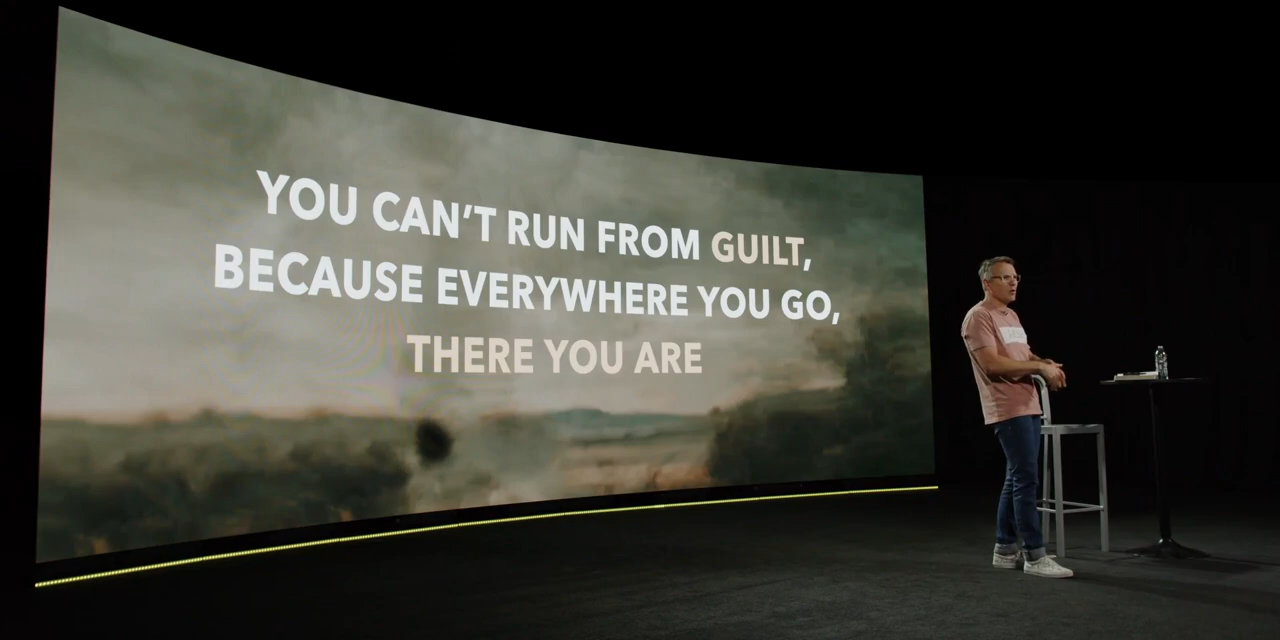 YOU CAN'T RUN FROM GUILT,
BECAUSE EVERYWHERE YOU GO,
THERE YOU ARE